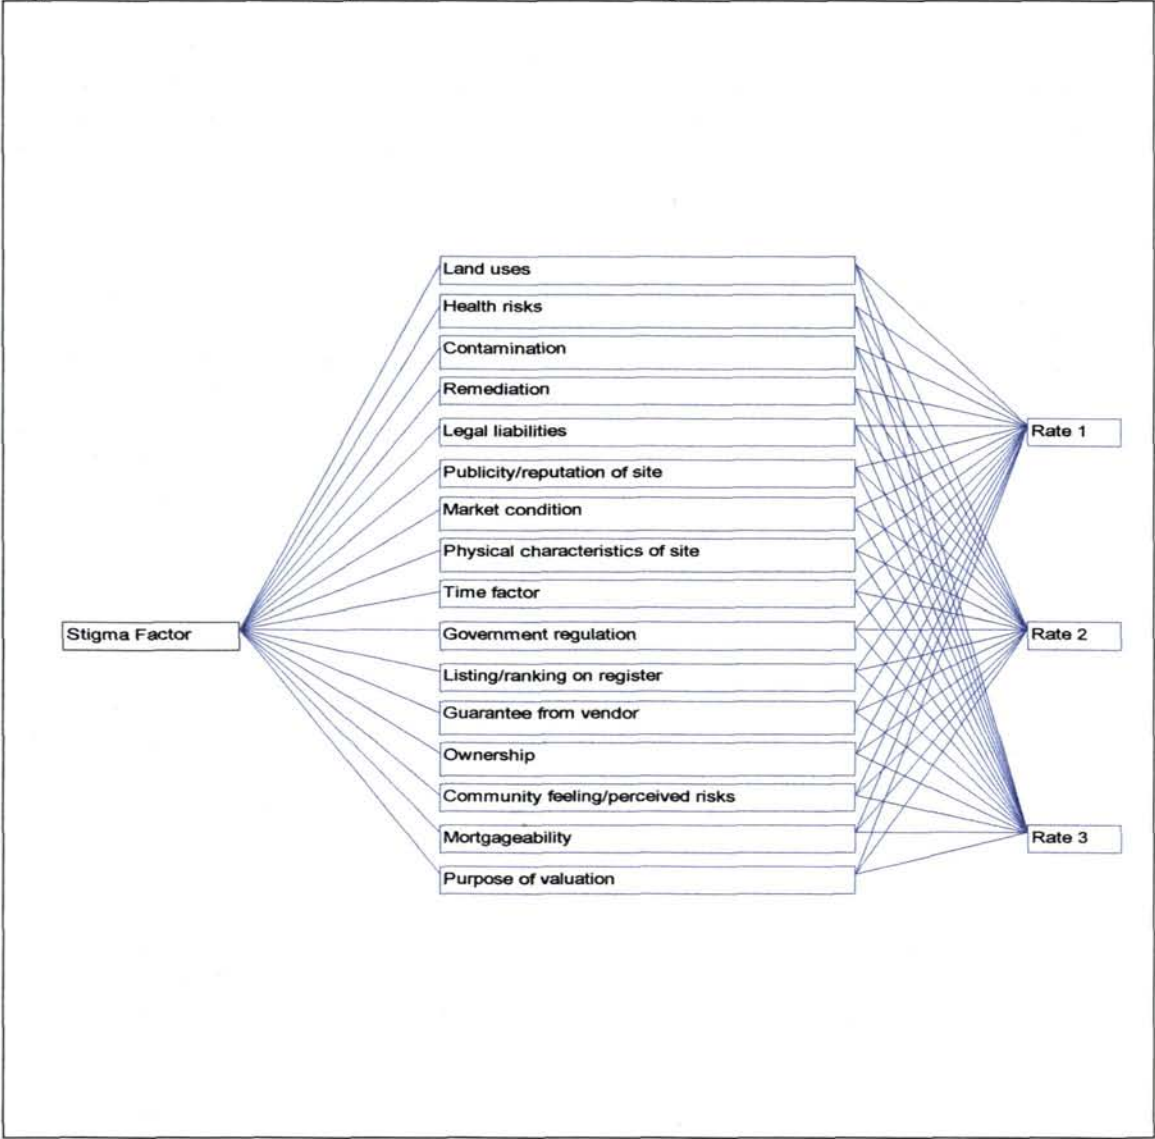 Land uses
Health risks
Contamination
Remediation
Legal liabilities
Rate 1
Publicity/reputation of site
Market condition
Physical characteristics of site
Time factor
Stigma Factor
Government regulation
Rate 2
Listing/ranking on register
Guarantee from vendor
Ownership
Community feeling/perceived risks
Mortgageability
Rate 3
Purpose of valuation